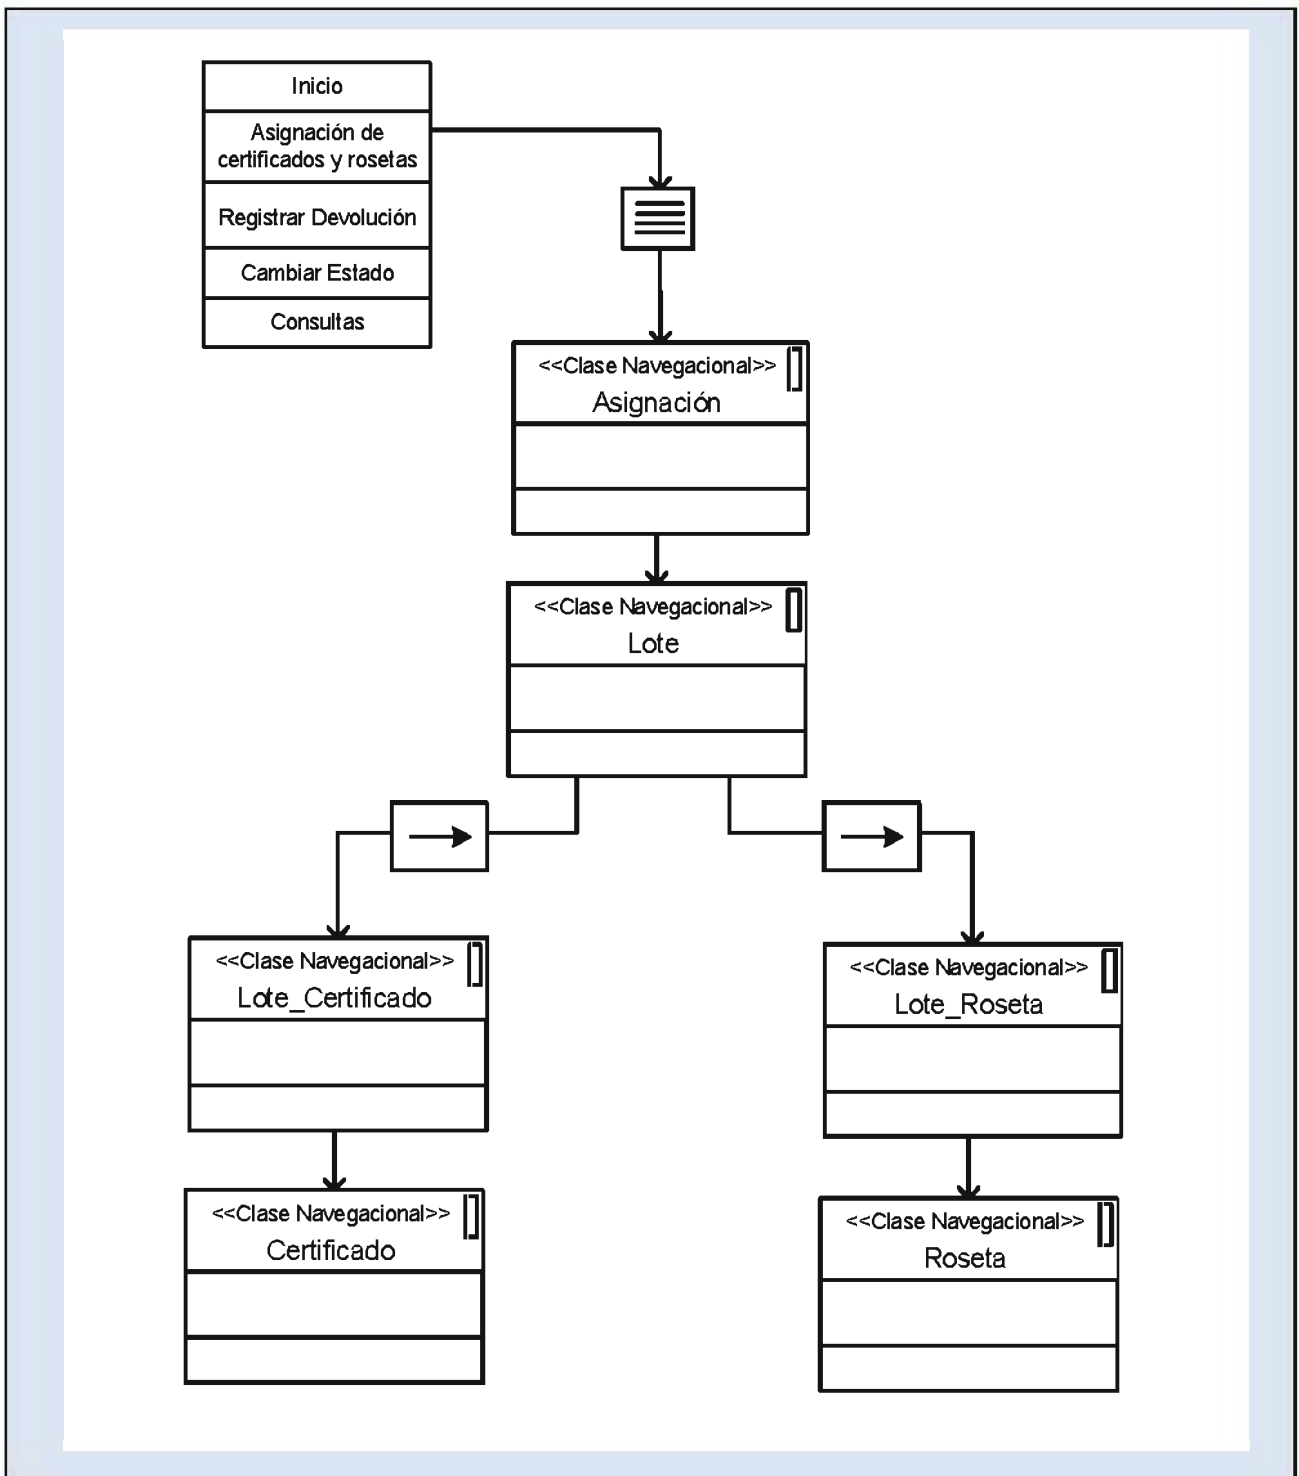 Inicio
Asignación de
certificados y rosetas
Registrar Devolución
Cambiar Estado
Consultas
<<Clase Navegacional>>
Asignación
<<Clase Navegacional>>
Lote
<<Clase Navegacional>>
Lote_Certificado
<<Clase Navegacional>>
Lote_Roseta
<<Clase Navegacional>>
Certificado
<<Clase Navegacional>>
Roseta